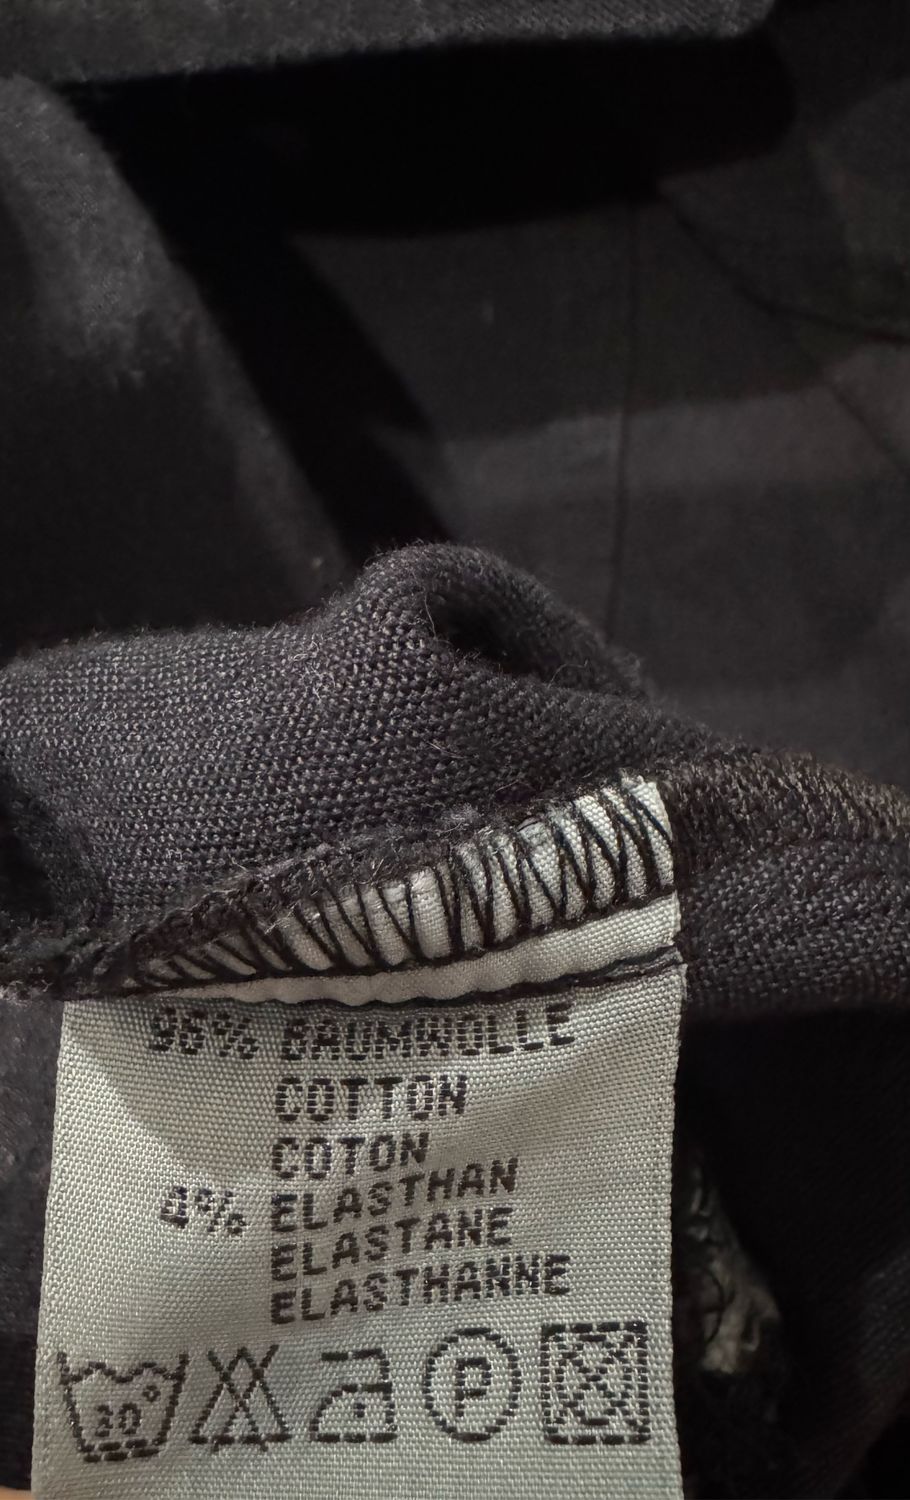 96% BAUMWOLLE
COTTON
COTON
4% ELASTHAN
ELASTANE
ELASTHANNE
30°
P